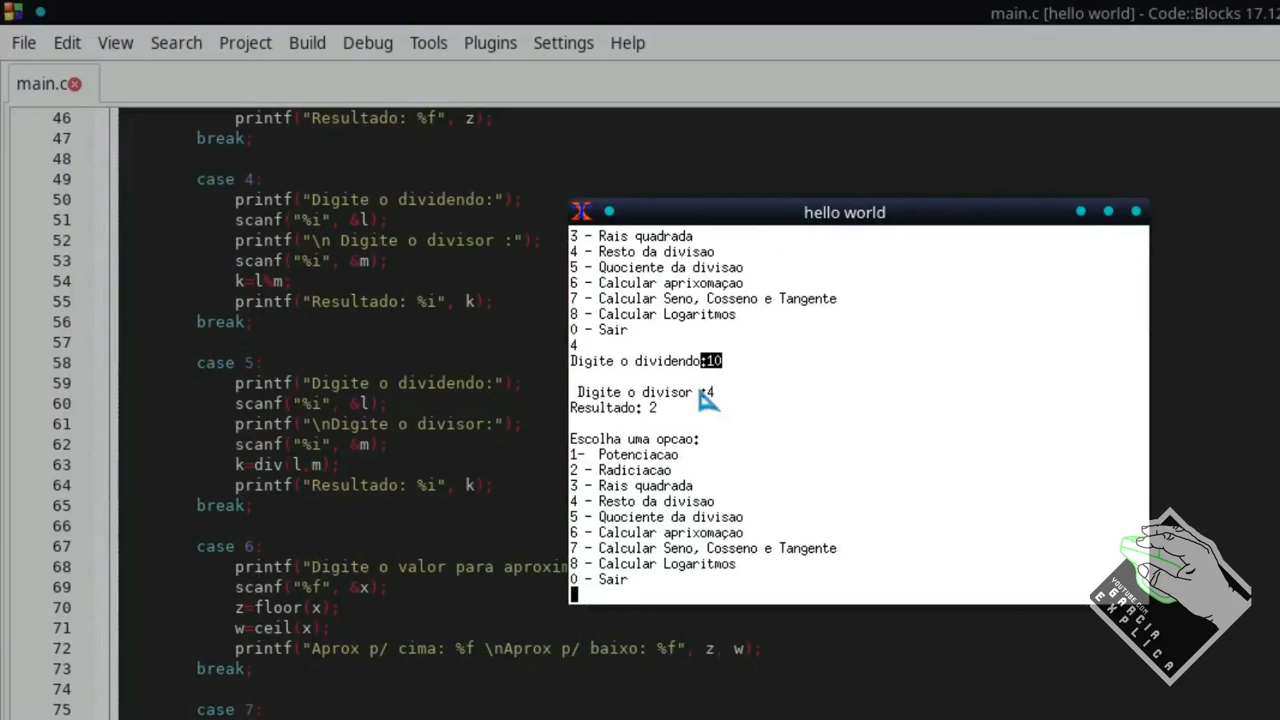 main.c [hello world] - Code::Blocks 17.12
File Edit View Search Project Build Debug Tools Plugins Settings Help
main.c
46 printf("Resultado: %f", z);
47 break;
48
49 case 4:
50 printf("Digite o dividendo:");
51 scanf("%i", &l);
52 printf("\n Digite o divisor :");
53 scanf("%i", &m);
54 k=l%m;
55 printf("Resultado: %i", k);
56 break;
57
58 case 5:
59 printf("Digite o dividendo:");
60 scanf("%i", &l);
61 printf("\nDigite o divisor:");
62 scanf("%i", &m);
63 k=div(l,m);
64 printf("Resultado: %i", k);
65 break;
66
67 case 6:
68 printf("Digite o valor para aproxim
69 scanf("%f", &x);
70 z=floor(x);
71 w=ceil(x);
72 printf("Aprox p/ cima: %f \nAprox p/ baixo: %f", z, w);
73 break;
74
75 case 7:
hello world
3 - Rais quadrada
4 - Resto da divisao
5 - Quociente da divisao
6 - Calcular aprixomaçao
7 - Calcular Seno, Cosseno e Tangente
8 - Calcular Logaritmos
0 - Sair
4
Digite o dividendo:10
Digite o divisor :4
Resultado: 2
Escolha uma opcao:
1- Potenciacao
2 - Radiciacao
3 - Rais quadrada
4 - Resto da divisao
5 - Quociente da divisao
6 - Calcular aprixomaçao
7 - Calcular Seno, Cosseno e Tangente
8 - Calcular Logaritmos
0 - Sair
YOUTUBE.COM/
EGARCIA
EXPLICA